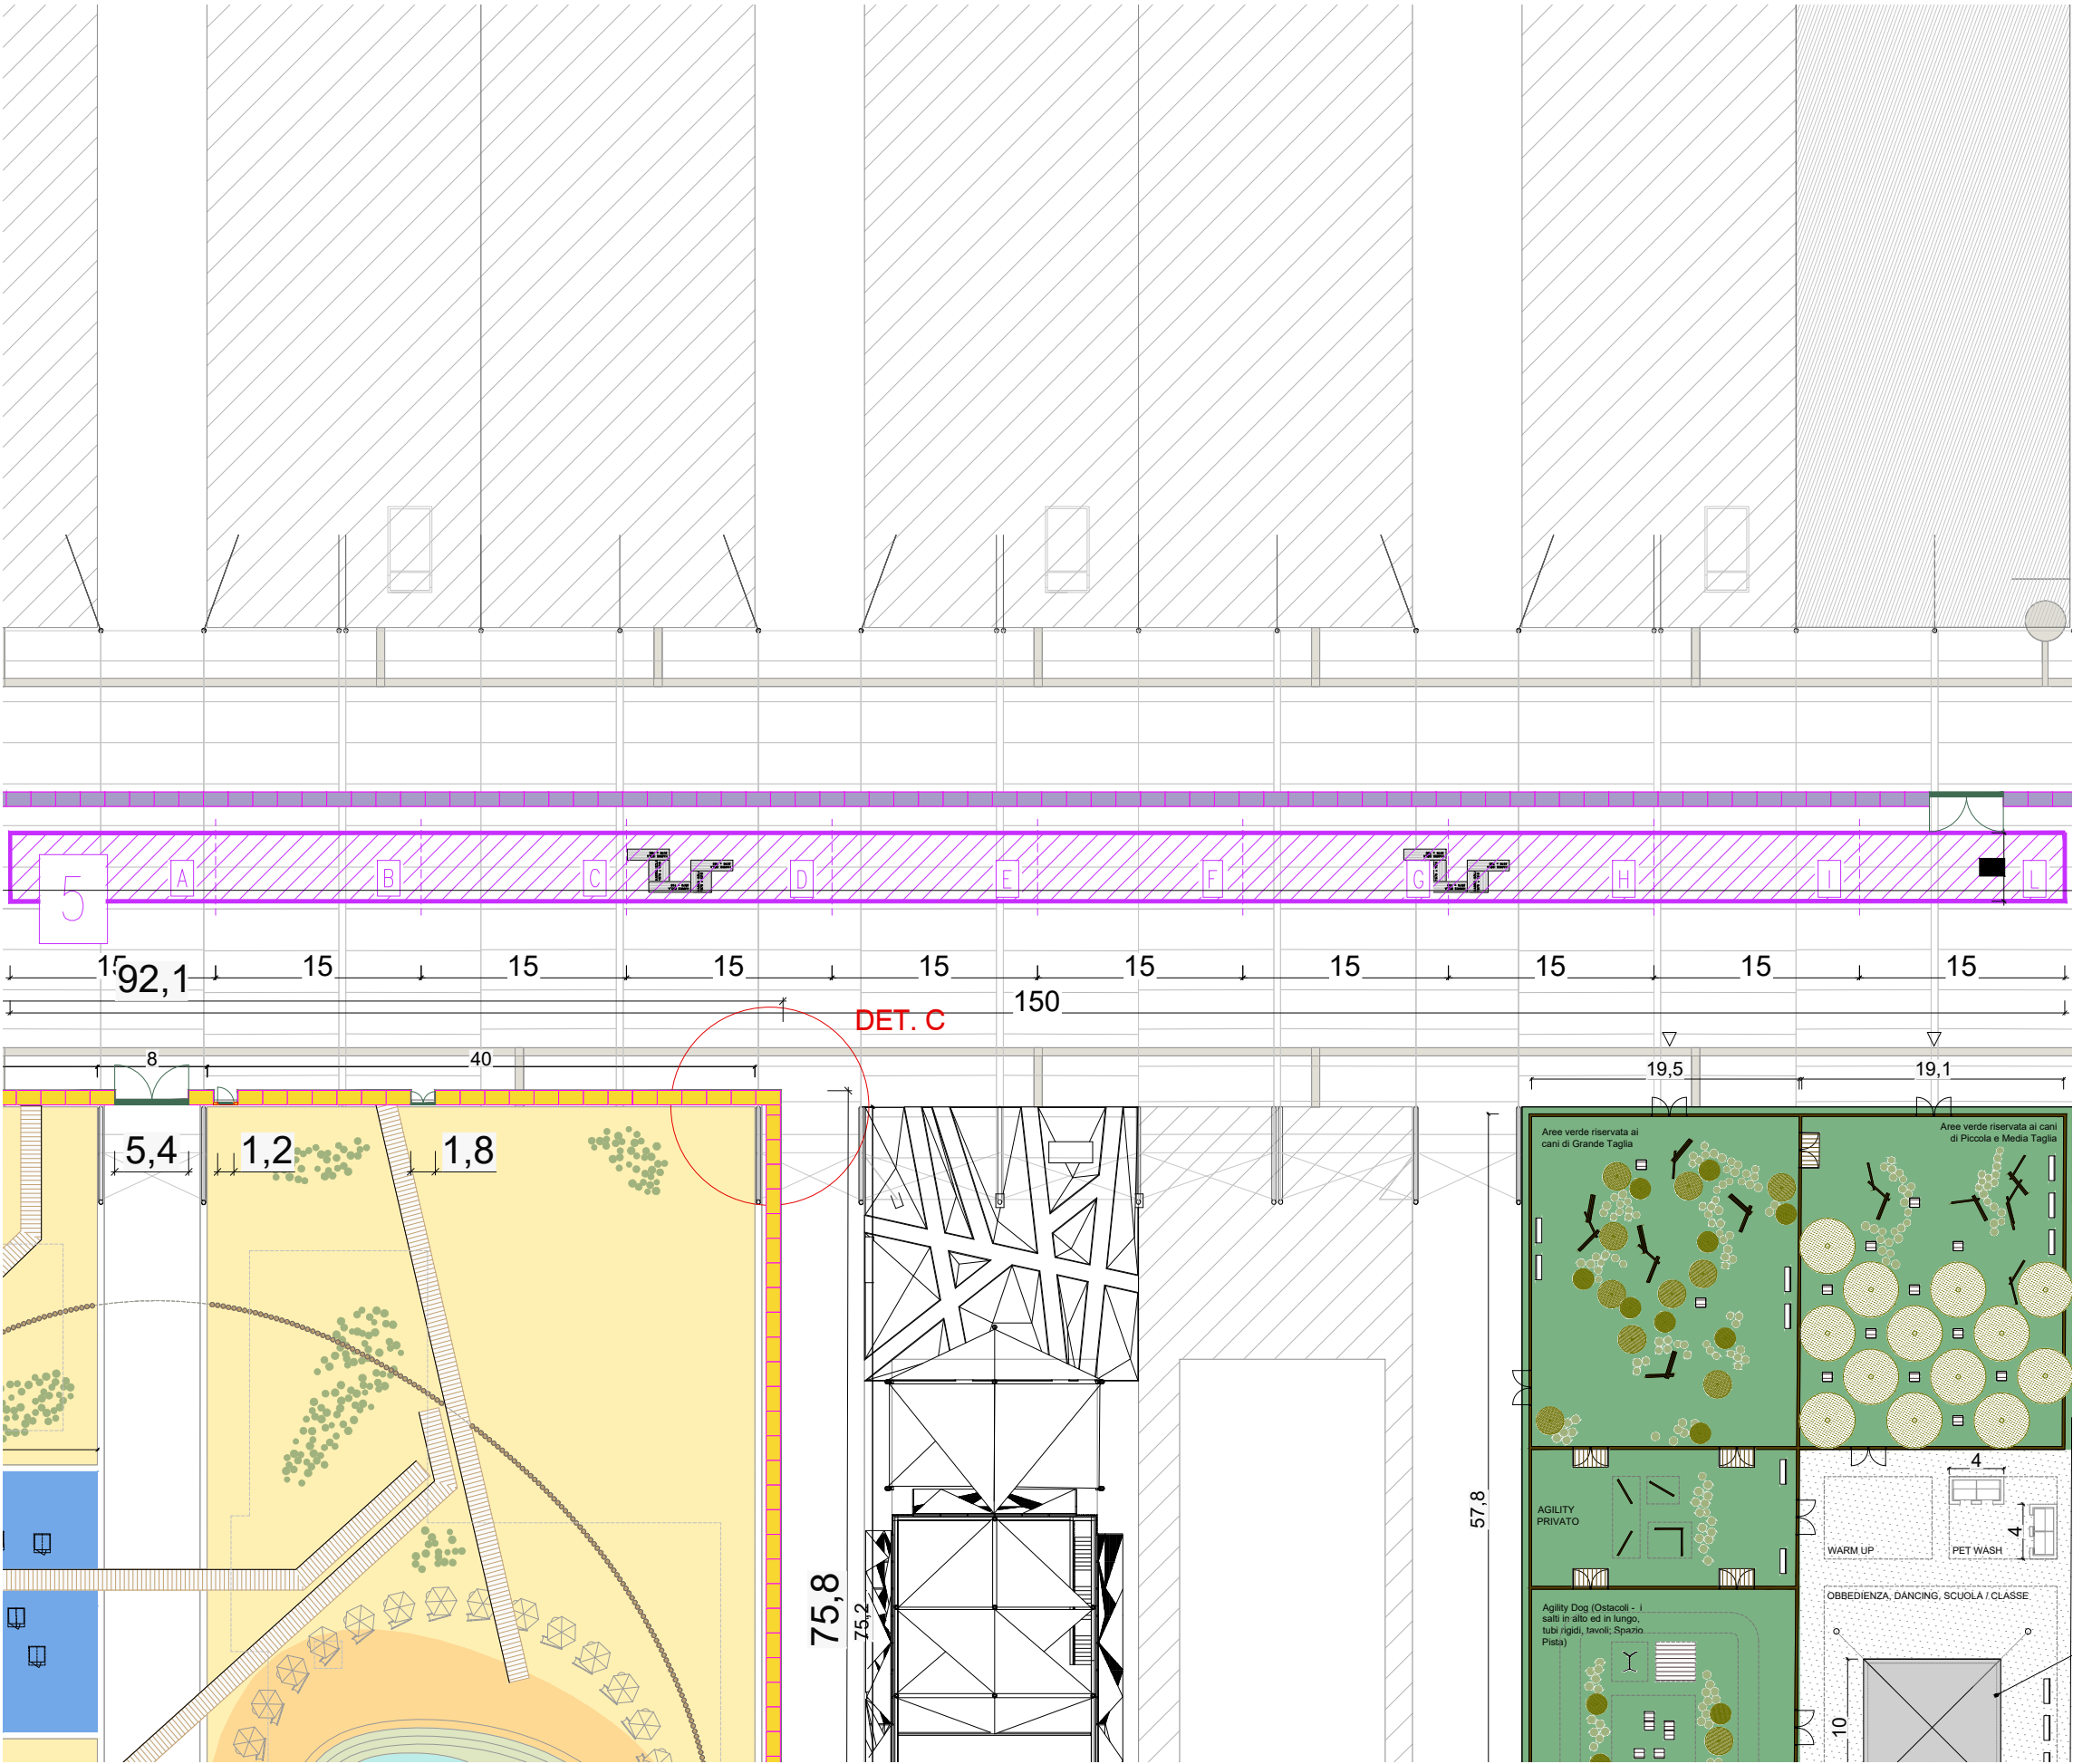 A B C D E F G H I L
5
15 15 15 15 15 15 15 15 15 15
92,1
150
DET. C
8 40
19,5 19,1
5,4 1,2 1,8
Aree verde riservata ai
cani di Grande Taglia
Aree verde riservata ai cani
di Piccola e Media Taglia
57,8
75,8
75,2
AGILITY
PRIVATO
4
4
WARM UP
PET WASH
OBBEDIENZA, DANCING, SCUOLA / CLASSE
Agility Dog (Ostacoli - i
salti in alto ed in lungo,
tubi rigidi, tavoli; Spazio
Pista)
10